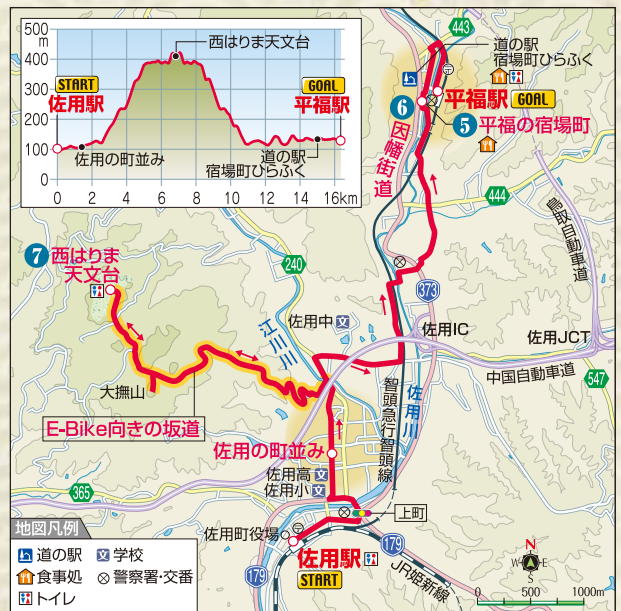 500
m
400
300
200
100
0
0
2
4
6
8
10
12
14
16km
START
佐用駅
佐用の町並み
西はりま天文台
道の駅
宿場町ひらふく
GOAL
平福駅
443
道の駅
宿場町ひらふく
平福駅 GOAL
6
5 平福の宿場町
因幡街道
444
鳥取自動車道
7 西はりま
天文台
240
373
佐用中 文
佐用IC
佐用JCT
江川川
中国自動車道
547
大撫山
智頭急行智頭線
佐用川
E-Bike向きの坂道
佐用の町並み
佐用高 文
佐用小 文
365
上町
佐用町役場
佐用駅
START
179
179
JR姫新線
地図凡例
道の駅
文 学校
食事処
警察署・交番
トイレ
N
W E
S
0 500 1000m